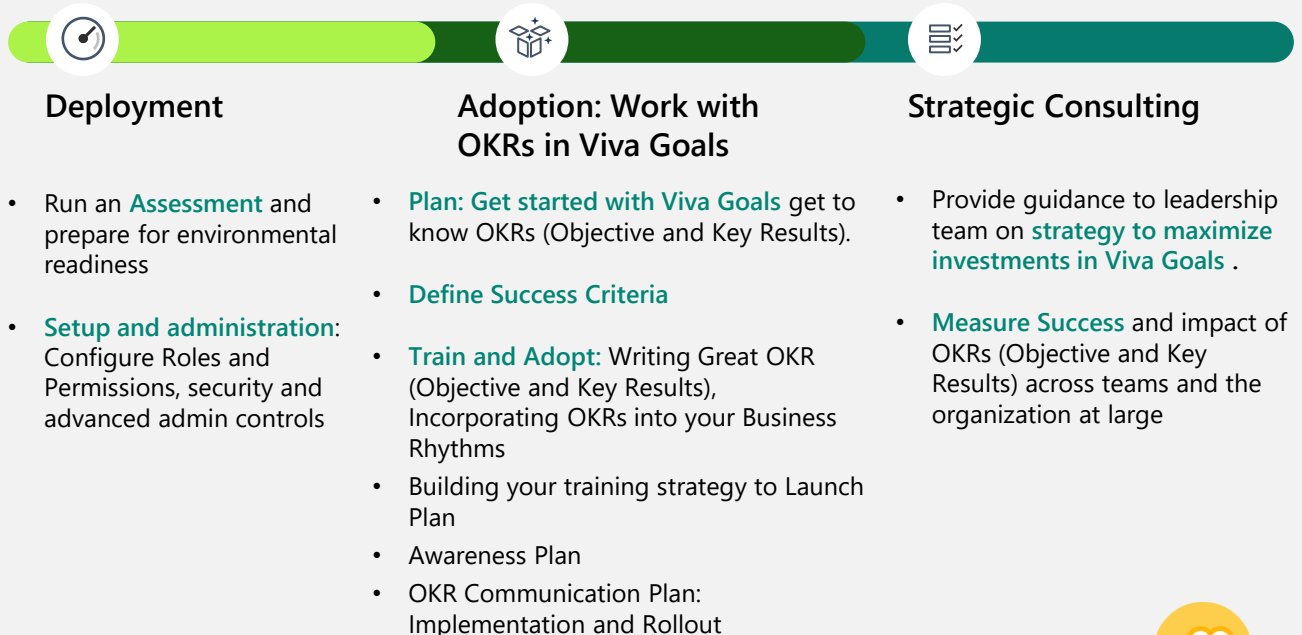 Deployment
• Run an Assessment and
prepare for environmental
readiness
• Setup and administration:
Configure Roles and
Permissions, security and
advanced admin controls
Adoption: Work with
OKRs in Viva Goals
• Plan: Get started with Viva Goals get to
know OKRs (Objective and Key Results).
• Define Success Criteria
• Train and Adopt: Writing Great OKR
(Objective and Key Results),
Incorporating OKRs into your Business
Rhythms
• Building your training strategy to Launch
Plan
• Awareness Plan
• OKR Communication Plan:
Implementation and Rollout
Strategic Consulting
• Provide guidance to leadership
team on strategy to maximize
investments in Viva Goals .
• Measure Success and impact of
OKRs (Objective and Key
Results) across teams and the
organization at large